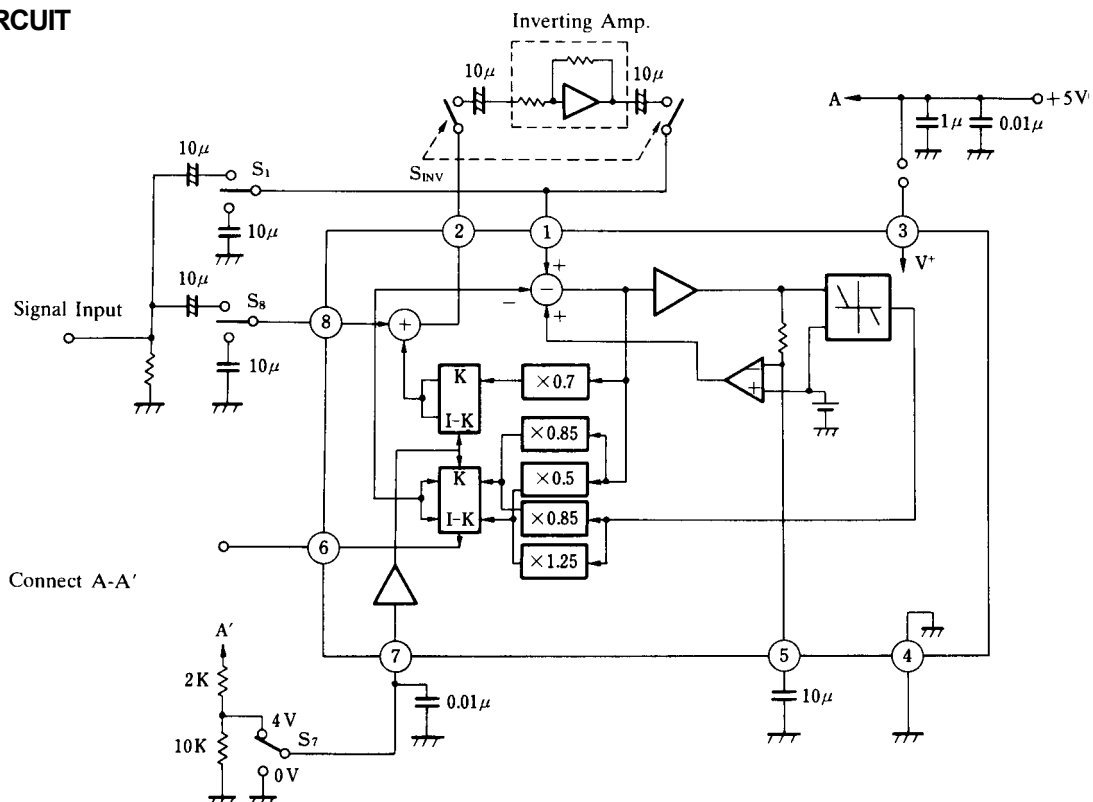 RCUIT
Inverting Amp.
10μ
10μ
A
+5V
1μ
0.01μ
10μ
S1
SINV
10μ
2
1
3
V+
10μ
+
−
−
+
Signal Input
S8
8
+
10μ
K
×0.7
−
+
I-K
×0.85
K
×0.5
×0.85
I-K
6
×1.25
Connect A-A′
A′
7
5
4
2K
0.01μ
10μ
4V
S7
10K
0V